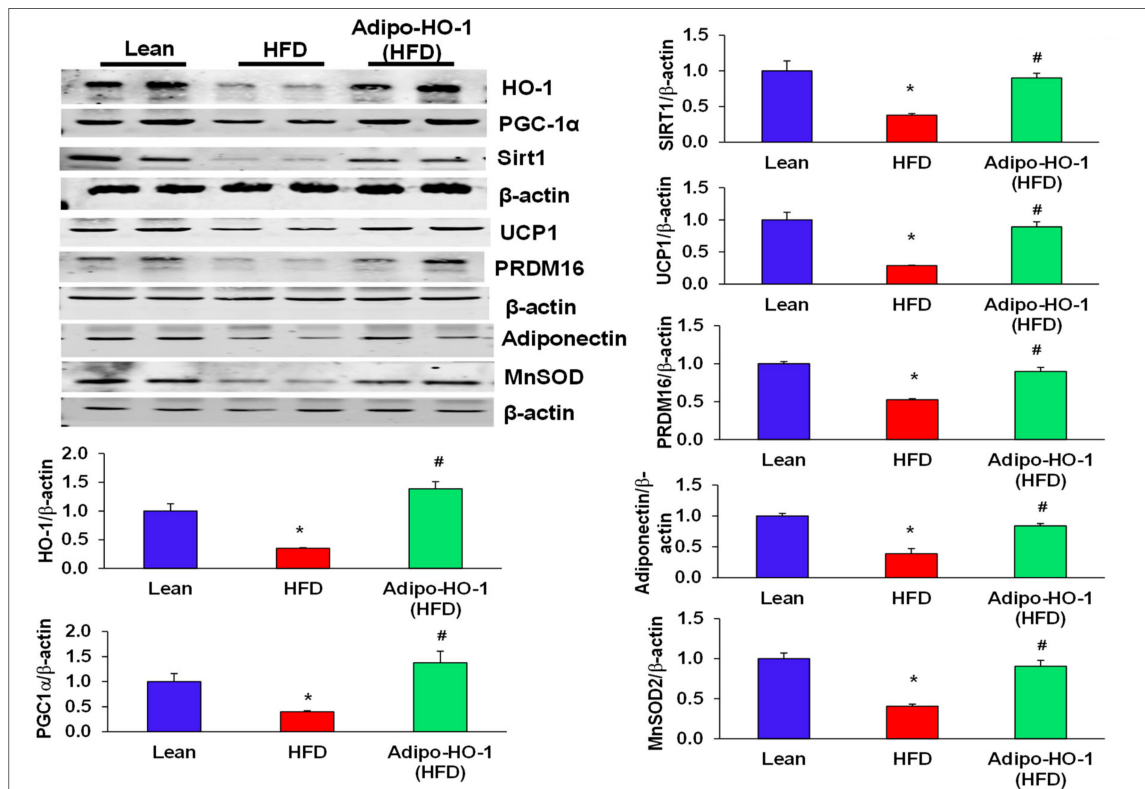 Lean
HFD
Adipo-HO-1
(HFD)
HO-1
PGC-1α
Sirt1
β-actin
UCP1
PRDM16
β-actin
Adiponectin
MnSOD
β-actin
HO-1/β-actin
2.0
1.5
1.0
0.5
0.0
*
#
Lean
HFD
Adipo-HO-1
(HFD)
PGC1α/β-actin
2.0
1.5
1.0
0.5
0.0
*
#
Lean
HFD
Adipo-HO-1
(HFD)
SIRT1/β-actin
1.5
1.0
0.5
0
*
#
Lean
HFD
Adipo-HO-1
(HFD)
UCP1/β-actin
1.5
1.0
0.5
0
*
#
Lean
HFD
Adipo-HO-1
(HFD)
PRDM16/β-actin
1.5
1.0
0.5
0.0
*
#
Lean
HFD
Adipo-HO-1
(HFD)
Adiponectin/β-
actin
1.5
1.0
0.5
0.0
*
#
Lean
HFD
Adipo-HO-1
(HFD)
MnSOD2/β-actin
1.5
1.0
0.5
0.0
*
#
Lean
HFD
Adipo-HO-1
(HFD)